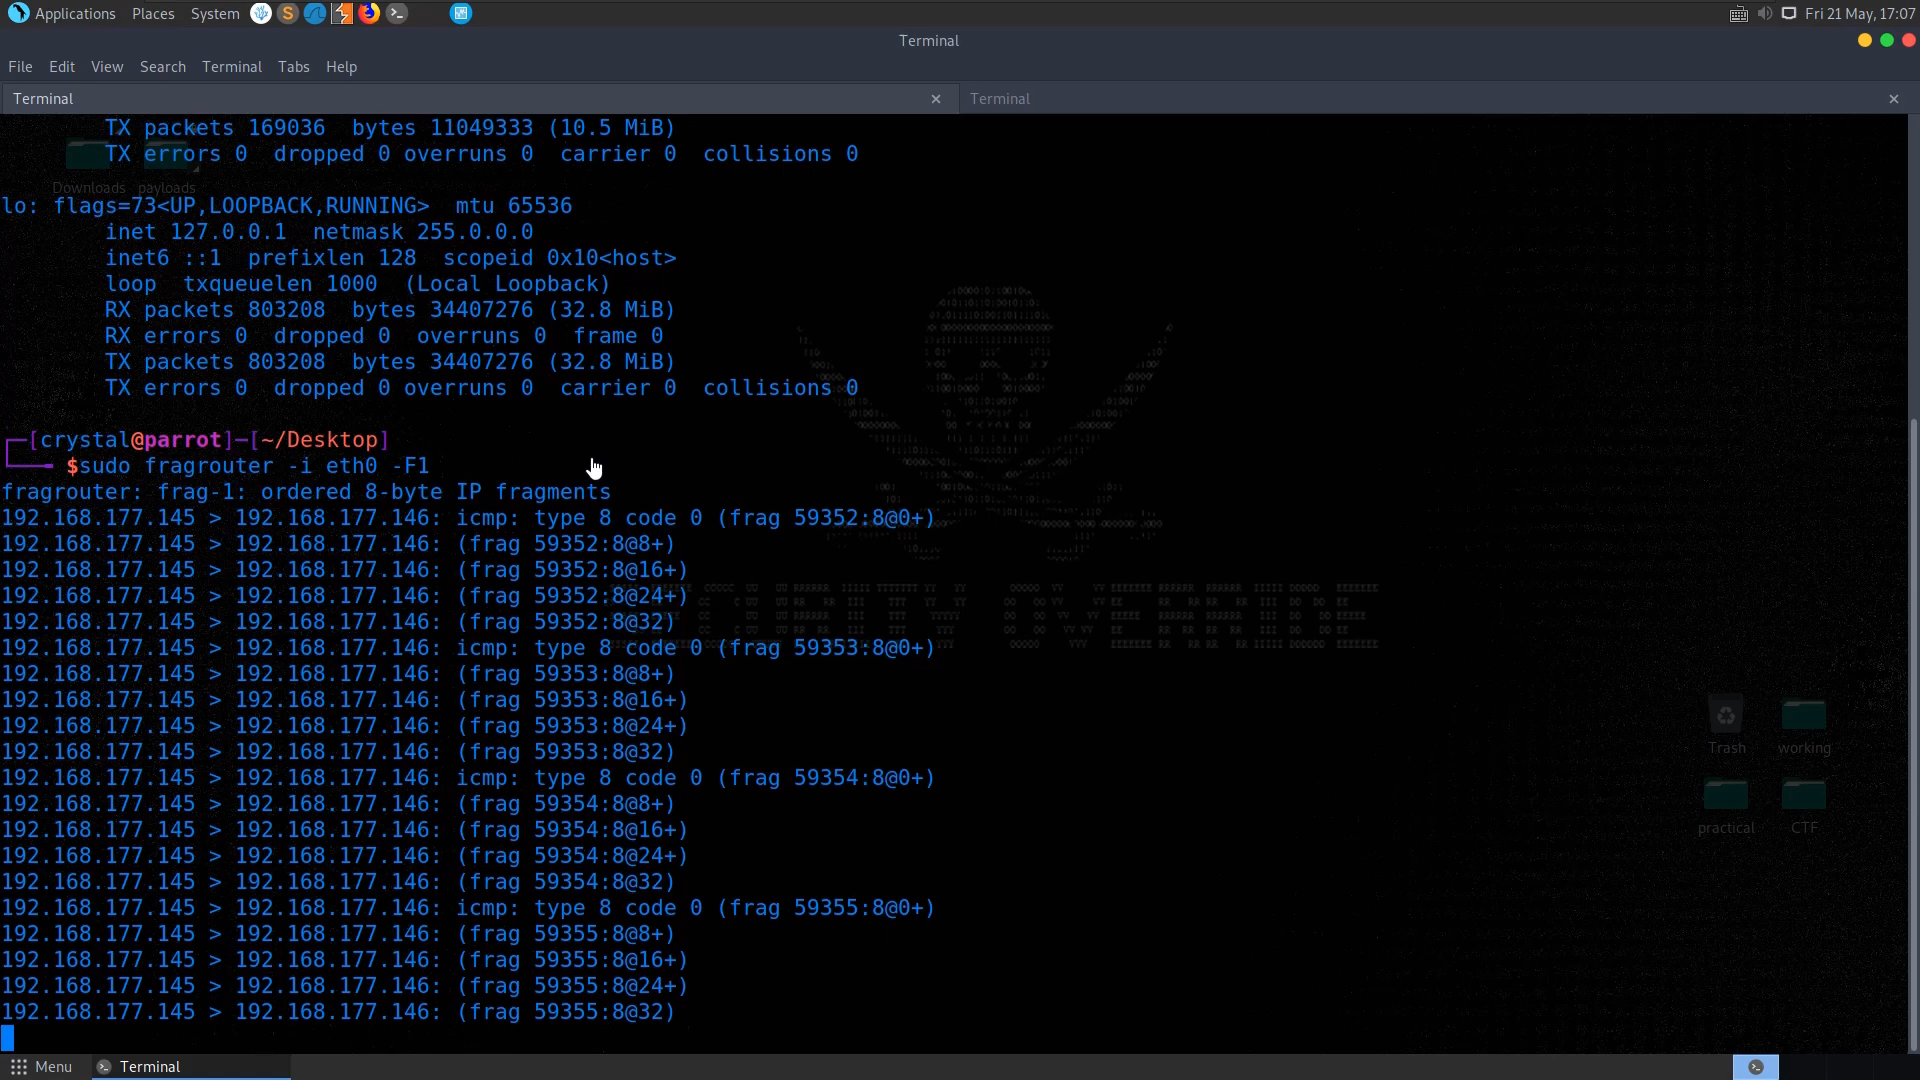 Applications Places System Fri 21 May, 17:07
Terminal
File Edit View Search Terminal Tabs Help
Terminal × Terminal ×
TX packets 169036  bytes 11049333 (10.5 MiB)
TX errors 0  dropped 0 overruns 0  carrier 0  collisions 0
Downloads payloads
lo: flags=73<UP,LOOPBACK,RUNNING>  mtu 65536
inet 127.0.0.1  netmask 255.0.0.0
inet6 ::1  prefixlen 128  scopeid 0x10<host>
loop  txqueuelen 1000  (Local Loopback)
RX packets 803208  bytes 34407276 (32.8 MiB)
RX errors 0  dropped 0  overruns 0  frame 0
TX packets 803208  bytes 34407276 (32.8 MiB)
TX errors 0  dropped 0 overruns 0  carrier 0  collisions 0
[crystal@parrot]─[~/Desktop]
$sudo fragrouter -i eth0 -F1
fragrouter: frag-1: ordered 8-byte IP fragments
192.168.177.145 > 192.168.177.146: icmp: type 8 code 0 (frag 59352:8@0+)
192.168.177.145 > 192.168.177.146: (frag 59352:8@8+)
192.168.177.145 > 192.168.177.146: (frag 59352:8@16+)
192.168.177.145 > 192.168.177.146: (frag 59352:8@24+)
192.168.177.145 > 192.168.177.146: (frag 59352:8@32)
192.168.177.145 > 192.168.177.146: icmp: type 8 code 0 (frag 59353:8@0+)
192.168.177.145 > 192.168.177.146: (frag 59353:8@8+)
192.168.177.145 > 192.168.177.146: (frag 59353:8@16+)
192.168.177.145 > 192.168.177.146: (frag 59353:8@24+)
192.168.177.145 > 192.168.177.146: (frag 59353:8@32)
192.168.177.145 > 192.168.177.146: icmp: type 8 code 0 (frag 59354:8@0+)
192.168.177.145 > 192.168.177.146: (frag 59354:8@8+)
192.168.177.145 > 192.168.177.146: (frag 59354:8@16+)
192.168.177.145 > 192.168.177.146: (frag 59354:8@24+)
192.168.177.145 > 192.168.177.146: (frag 59354:8@32)
192.168.177.145 > 192.168.177.146: icmp: type 8 code 0 (frag 59355:8@0+)
192.168.177.145 > 192.168.177.146: (frag 59355:8@8+)
192.168.177.145 > 192.168.177.146: (frag 59355:8@16+)
192.168.177.145 > 192.168.177.146: (frag 59355:8@24+)
192.168.177.145 > 192.168.177.146: (frag 59355:8@32)
Trash working
practical CTF
Menu Terminal